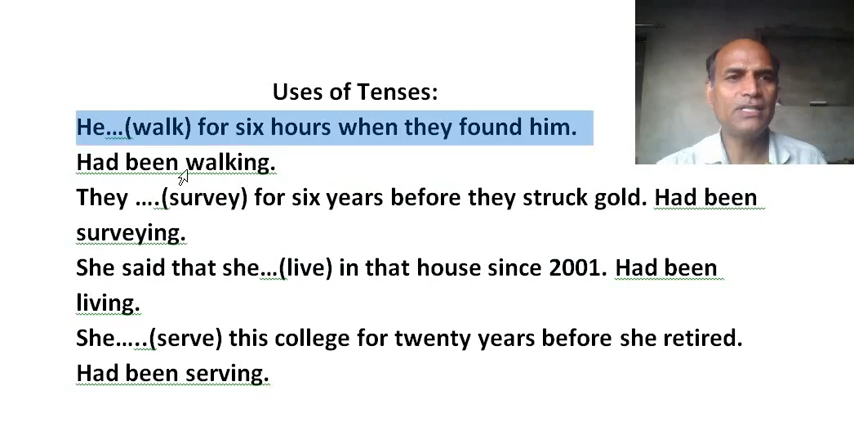 Uses of Tenses:
He...(walk) for six hours when they found him.
Had been walking.
They ....(survey) for six years before they struck gold. Had been
surveying.
She said that she...(live) in that house since 2001. Had been
living.
She.....(serve) this college for twenty years before she retired.
Had been serving.